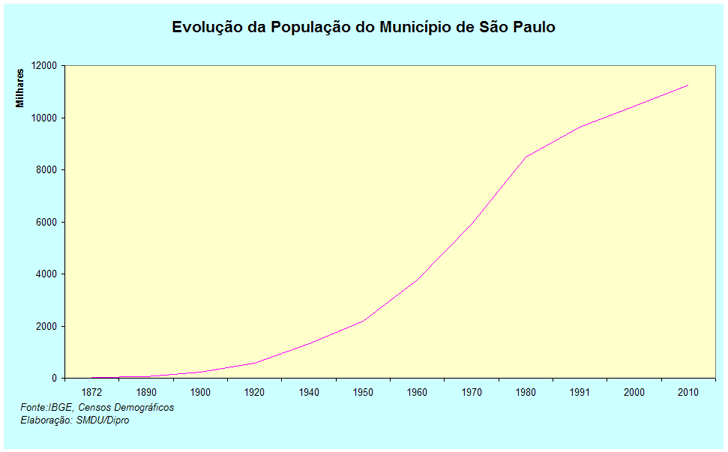 Evolução da População do Município de São Paulo
Milhares
12000
10000
8000
6000
4000
2000
0
1872 1890 1900 1920 1940 1950 1960 1970 1980 1991 2000 2010
Fonte:IBGE, Censos Demográficos
Elaboração: SMDU/Dipro